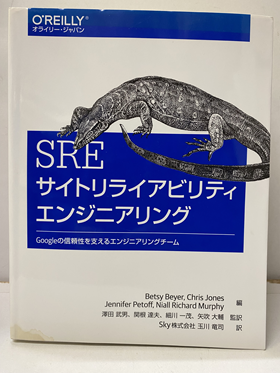 O'REILLY®
オライリー・ジャパン
SRE
サイトリライアビリティ
エンジニアリング
Googleの信頼性を支えるエンジニアリングチーム
Betsy Beyer, Chris Jones
Jennifer Petoff, Niall Richard Murphy 編
澤田 武男、関根 達夫、細川 一茂、矢吹 大輔 監訳
Sky株式会社 玉川 竜司 訳